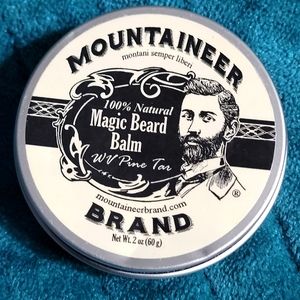 MOUNTAINEER
montani semper liberi
100% Natural
Magic Beard
Balm
WV Pine Tar
®
mountaineerbrand.com
BRAND
Net Wt. 2 oz (60 g)